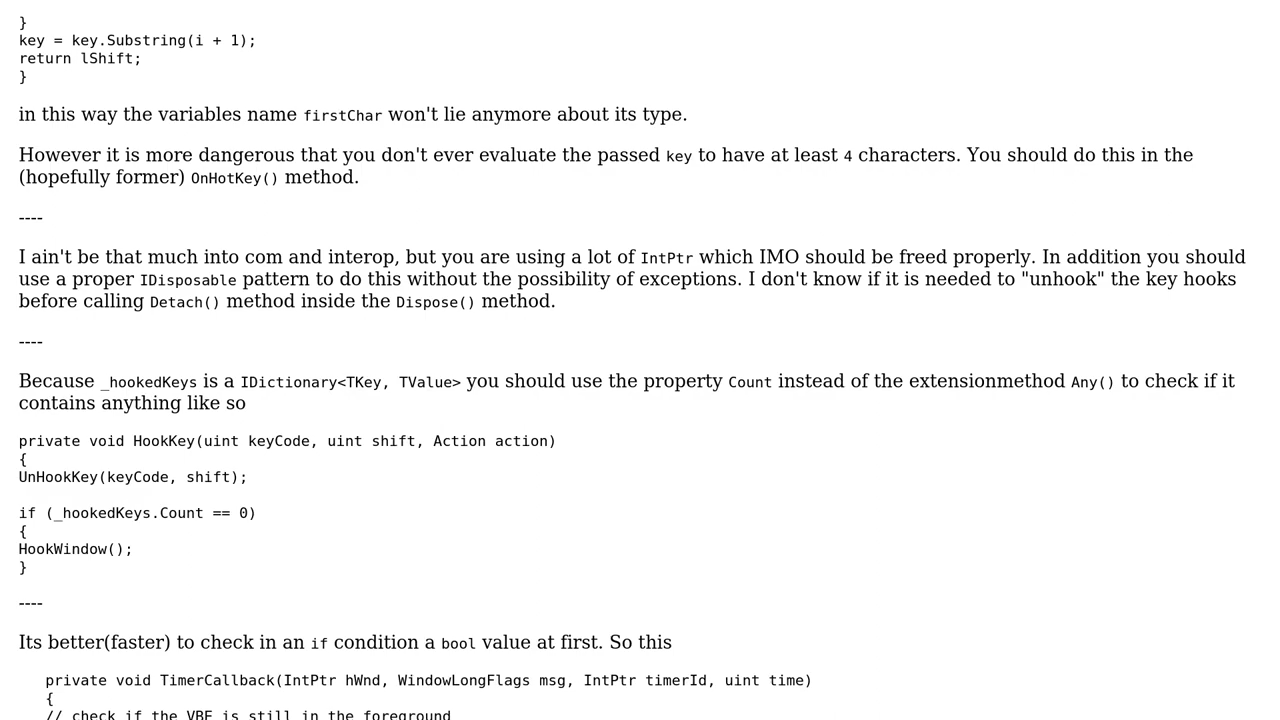 }
key = key.Substring(i + 1);
return lShift;
}
in this way the variables name firstChar won't lie anymore about its type.
However it is more dangerous that you don't ever evaluate the passed key to have at least 4 characters. You should do this in the
(hopefully former) OnHotKey() method.
----
I ain't be that much into com and interop, but you are using a lot of IntPtr which IMO should be freed properly. In addition you should
use a proper IDisposable pattern to do this without the possibility of exceptions. I don't know if it is needed to "unhook" the key hooks
before calling Detach() method inside the Dispose() method.
----
Because _hookedKeys is a IDictionary<TKey, TValue> you should use the property Count instead of the extensionmethod Any() to check if it
contains anything like so
private void HookKey(uint keyCode, uint shift, Action action)
{
UnHookKey(keyCode, shift);
if (_hookedKeys.Count == 0)
{
HookWindow();
}
----
Its better(faster) to check in an if condition a bool value at first. So this
private void TimerCallback(IntPtr hWnd, WindowLongFlags msg, IntPtr timerId, uint time)
{
// check if the VBE is still in the foreground